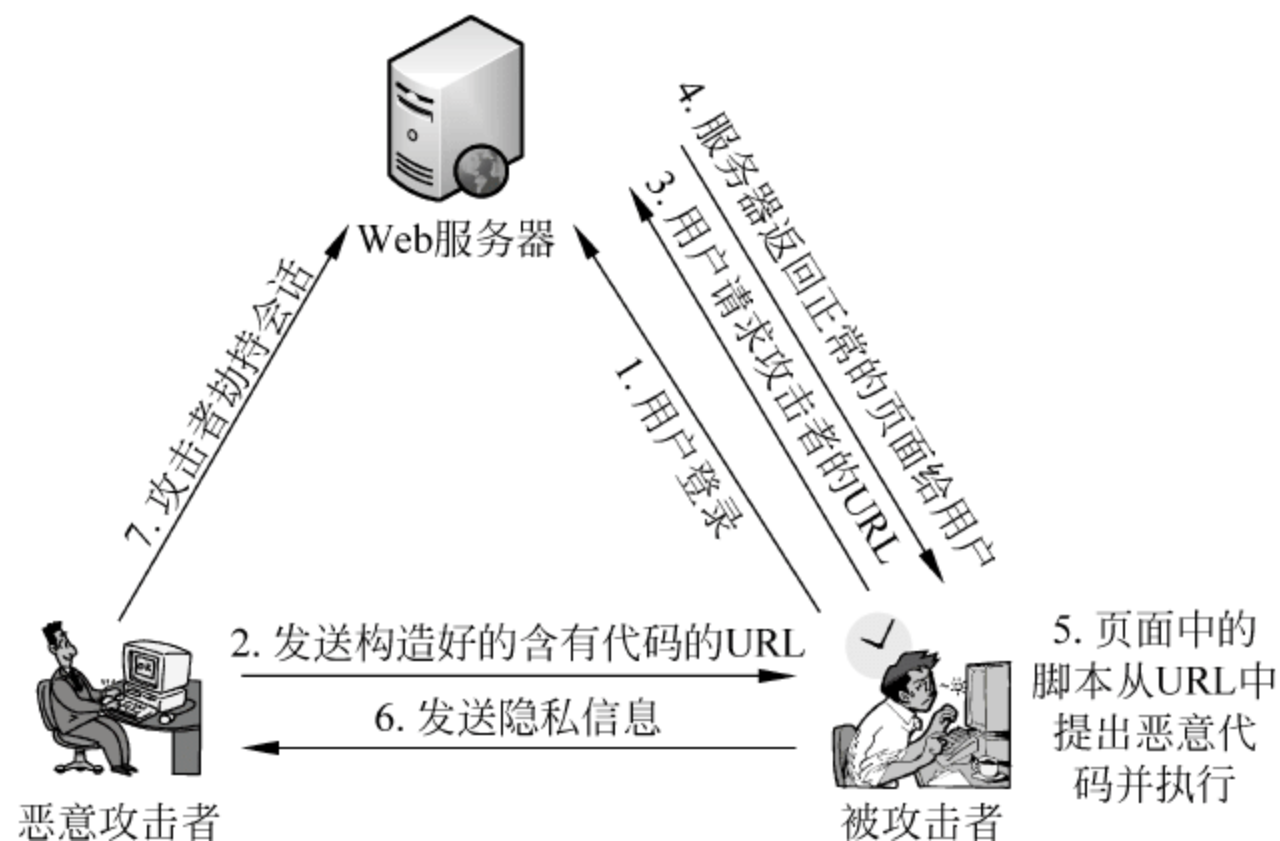 Web服务器
4. 服务器返回正常的页面给用户
3. 用户请求攻击者的URL
1. 用户登录
7. 攻击者劫持会话
2. 发送构造好的含有代码的URL
6. 发送隐私信息
5. 页面中的
脚本从URL中
提出恶意代
码并执行
恶意攻击者
被攻击者